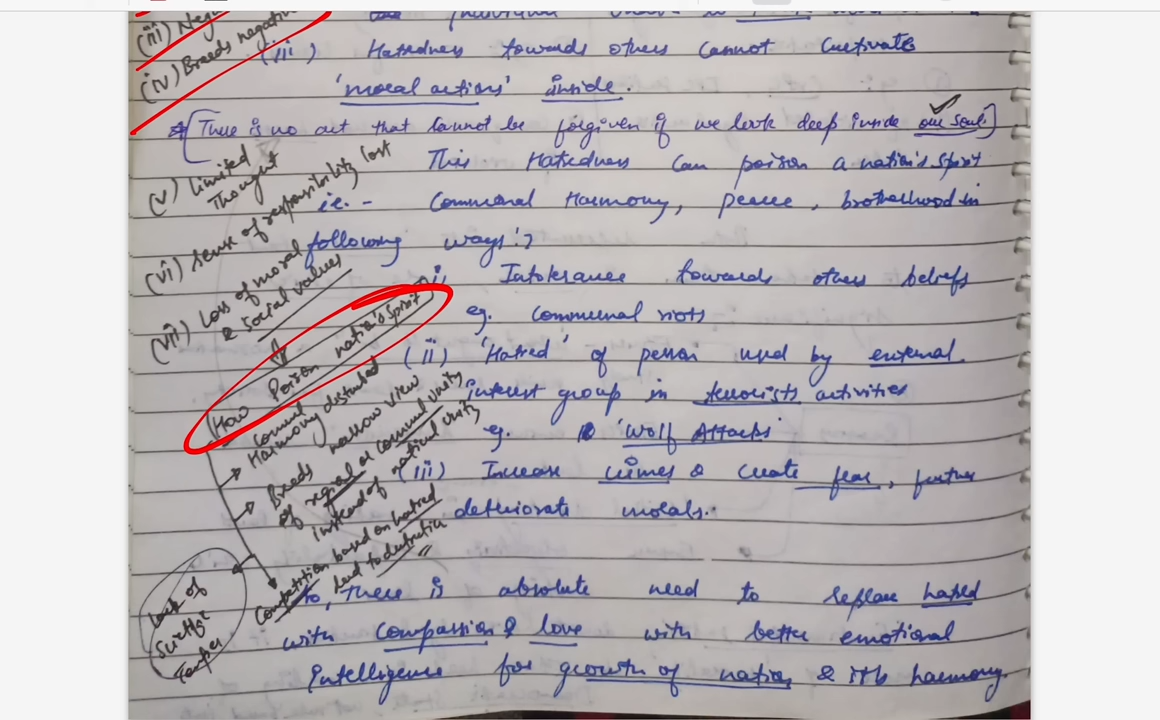 (iii) Hatedness towards others cannot cultivate
'moral actions' inside.
[There is no act that cannot be forgiven if we look deep inside our soul]
This Hatedness can poison a nation's spirit
i.e. - Communal Harmony, peace, brotherhood in
following ways:
i) Intolerance towards others beliefs
eg. communal riots
(ii) 'Hatred' of person used by external
interest group in terrorists activities
eg. 'Wolf Attacks'
(iii) Increase crimes & create fear, further
deteriorate morals.
So, There is absolute need to replace hatred
with Compassion & love with better emotional
Intelligence for growth of nation & its harmony.
(iii)
(iv) Breeds negative
(v) Limited
Thought
(vi) sense of responsibility lost
(vii) Loss of moral
& social values
How Poison nation's spirit
Communal
Harmony disturbed
Breeds narrow view
of regional or communal unity
instead of national unity
Competition based on hatred
lead to destruction
Lack of
Scientific
Temper